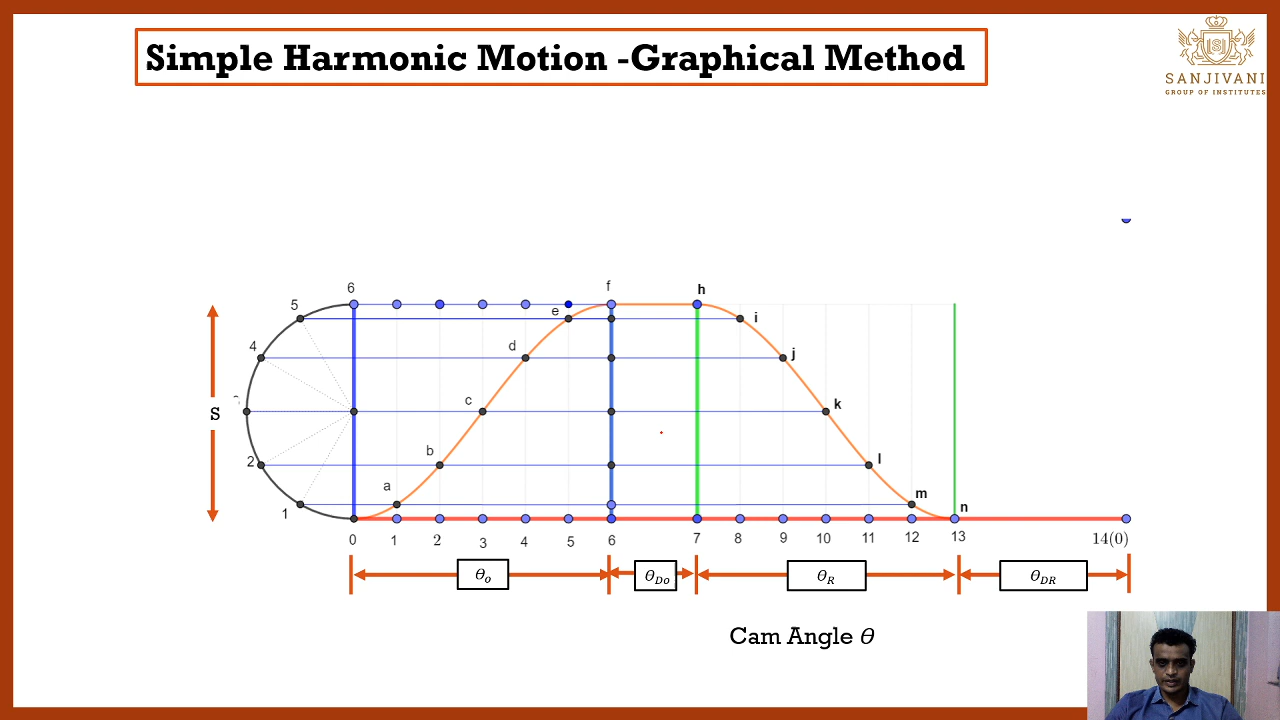 Simple Harmonic Motion -Graphical Method
SANJIVANI
GROUP OF INSTITUTES
6 f h
5 e i
4 d j
S c k
2 b l
1 a m
n
0 1 2 3 4 5 6 7 8 9 10 11 12 13 14(0)
θo θDo θR θDR
Cam Angle θ